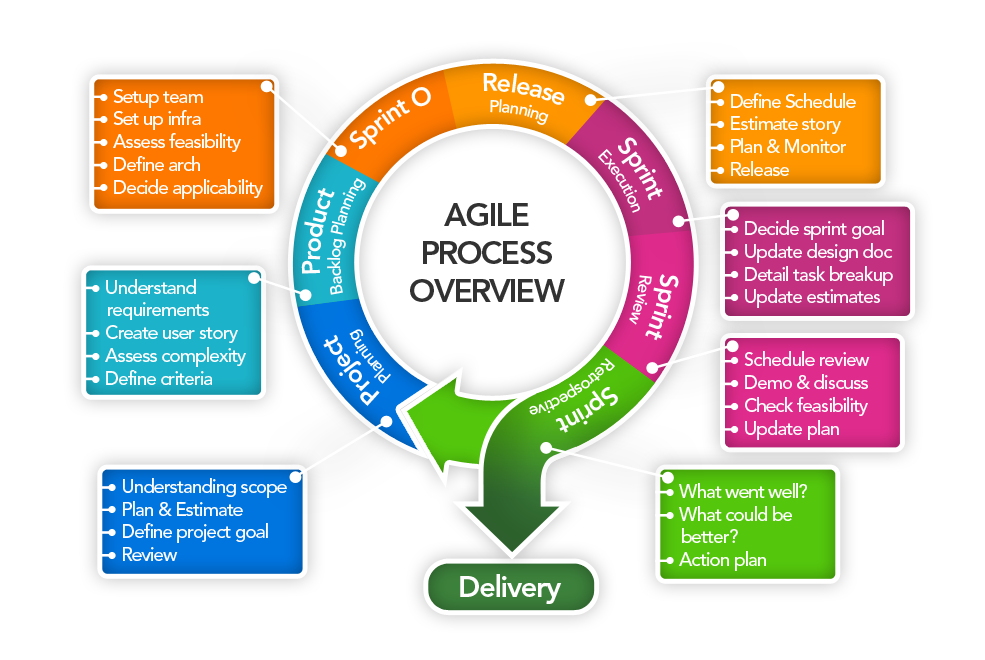 AGILE
PROCESS
OVERVIEW
Project
Planning
Product
Backlog Planning
Sprint O
Release
Planning
Sprint
Execution
Sprint
Review
Sprint
Retrospective
Delivery
Understanding scope
Plan & Estimate
Define project goal
Review
Understand
requirements
Create user story
Assess complexity
Define criteria
Setup team
Set up infra
Assess feasibility
Define arch
Decide applicability
Define Schedule
Estimate story
Plan & Monitor
Release
Decide sprint goal
Update design doc
Detail task breakup
Update estimates
Schedule review
Demo & discuss
Check feasibility
Update plan
What went well?
What could be
better?
Action plan